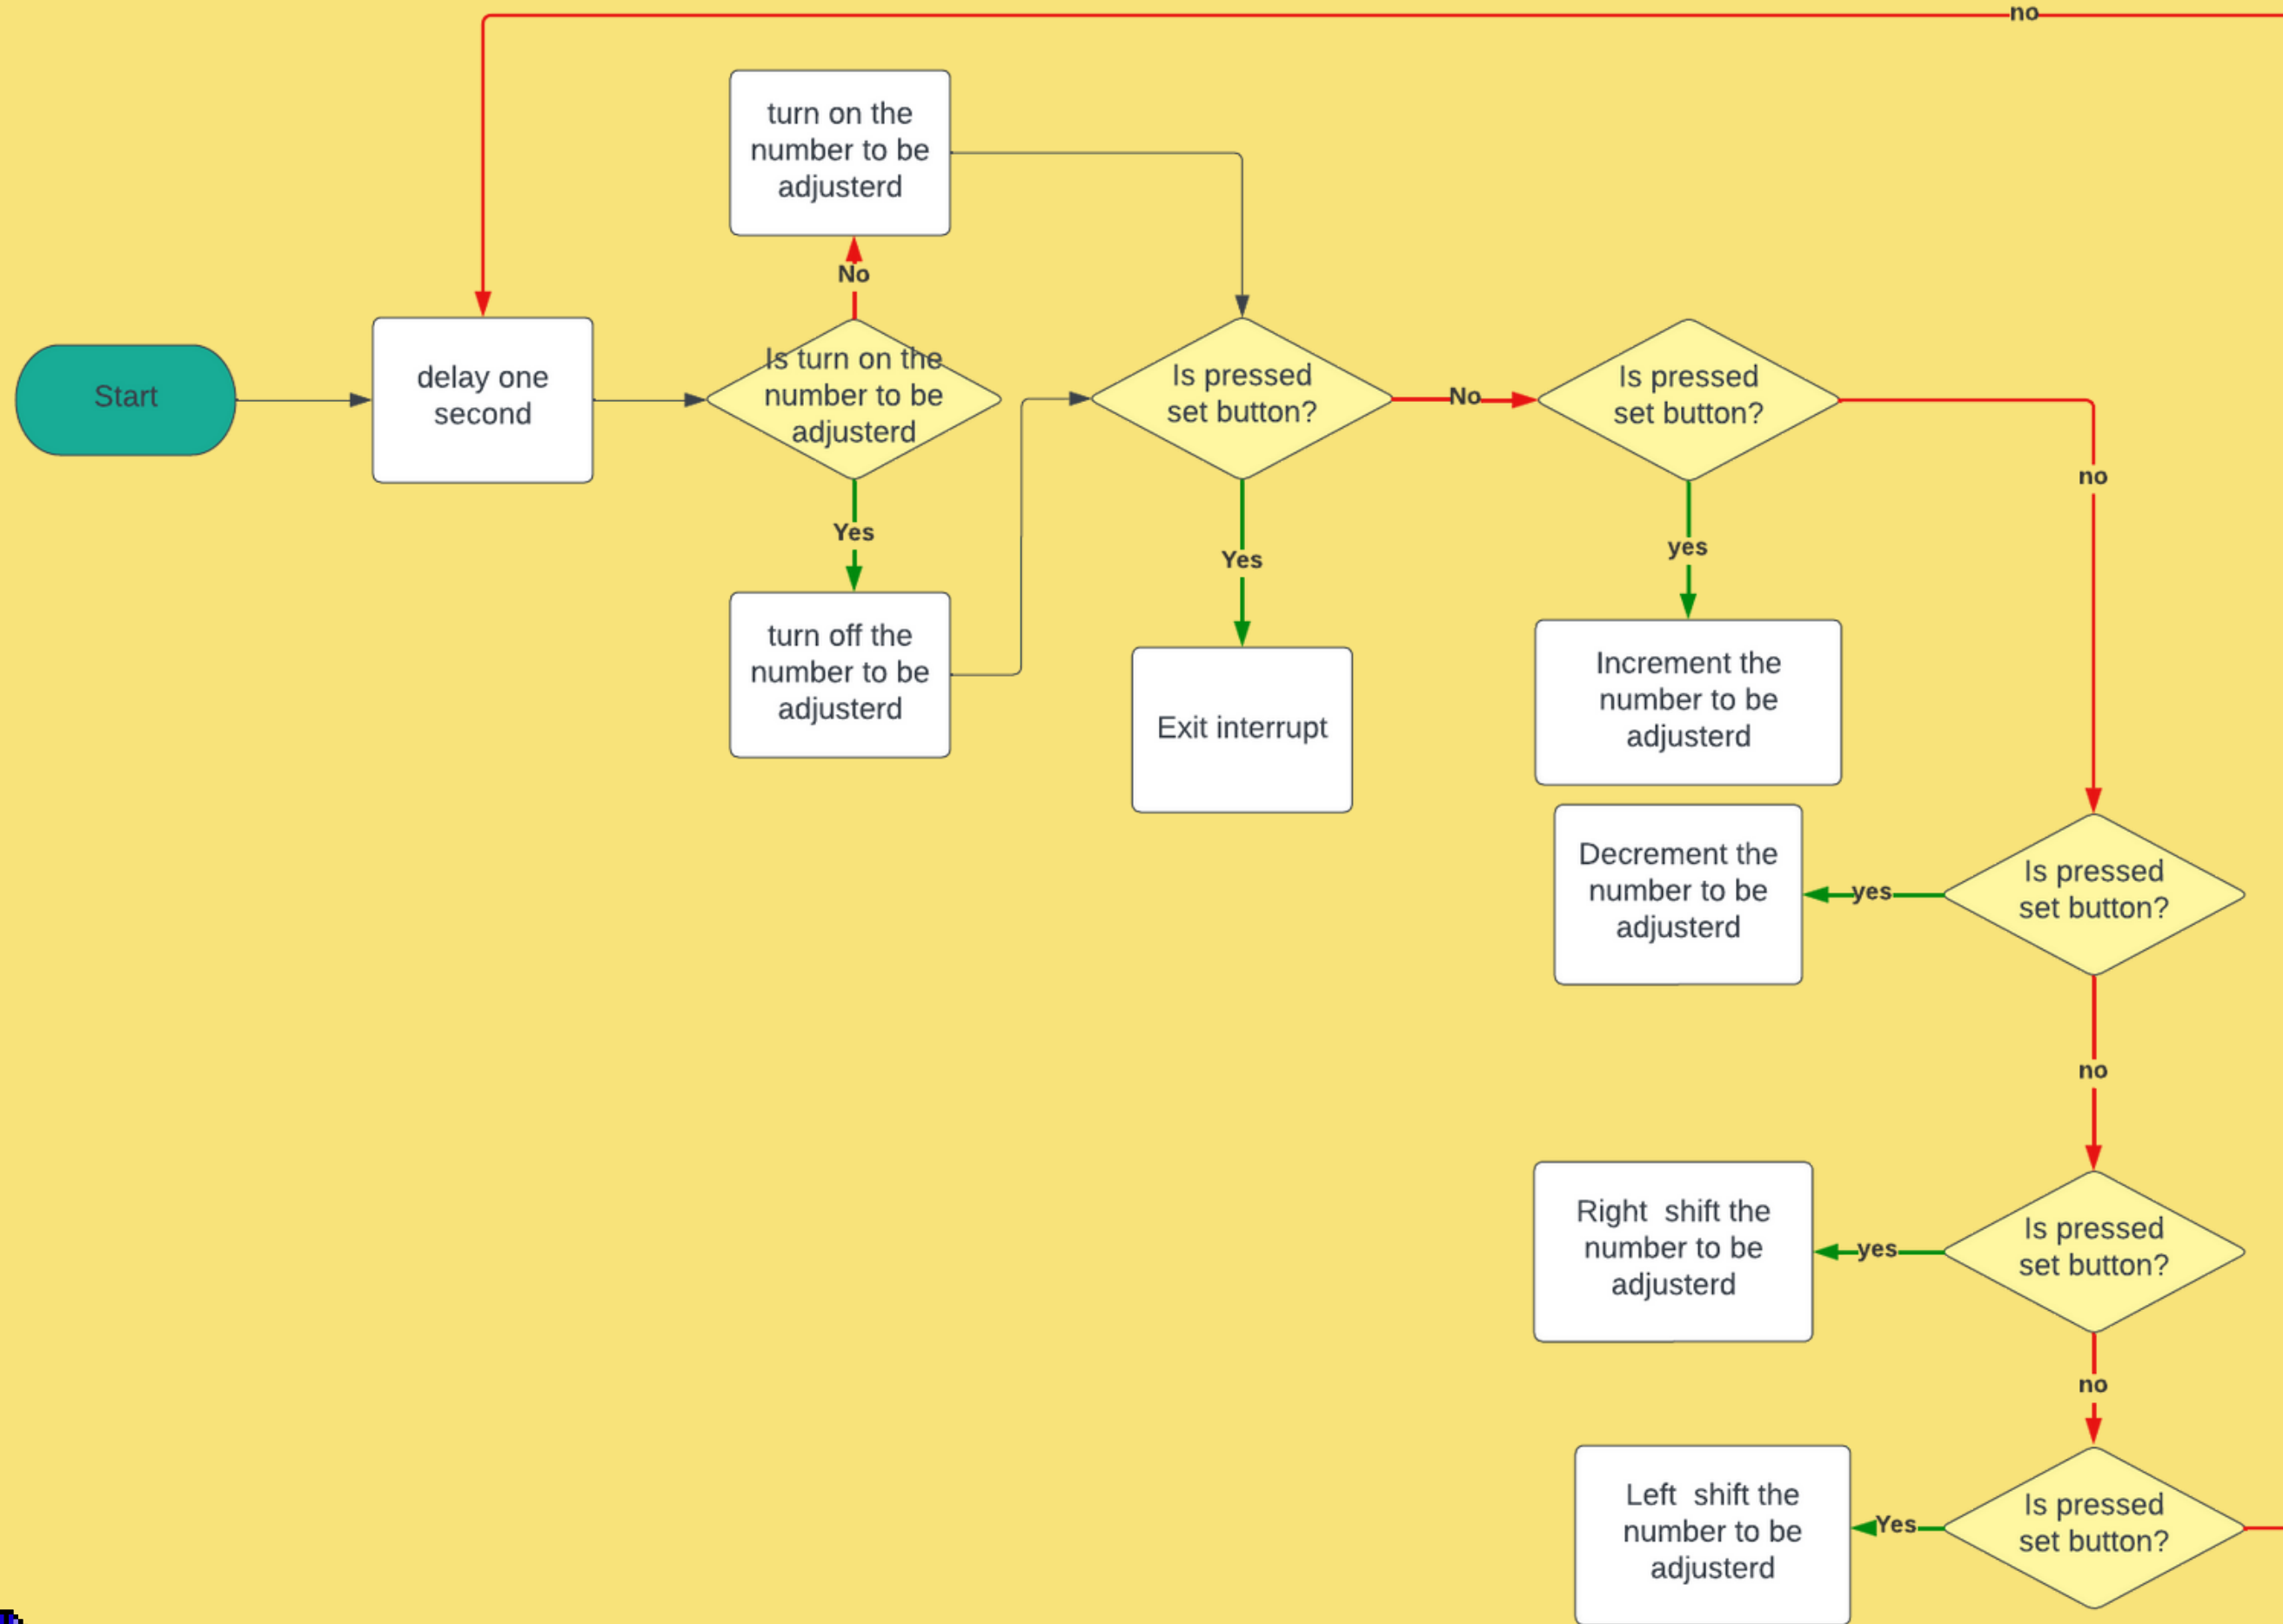 no
turn on the
number to be
adjusterd
No
Start
delay one
second
Is turn on the
number to be
adjusterd
Is pressed
set button?
No
Is pressed
set button?
no
Yes
Yes
yes
turn off the
number to be
adjusterd
Exit interrupt
Increment the
number to be
adjusterd
Decrement the
number to be
adjusterd
yes
Is pressed
set button?
no
Right  shift the
number to be
adjusterd
yes
Is pressed
set button?
no
Left  shift the
number to be
adjusterd
Yes
Is pressed
set button?